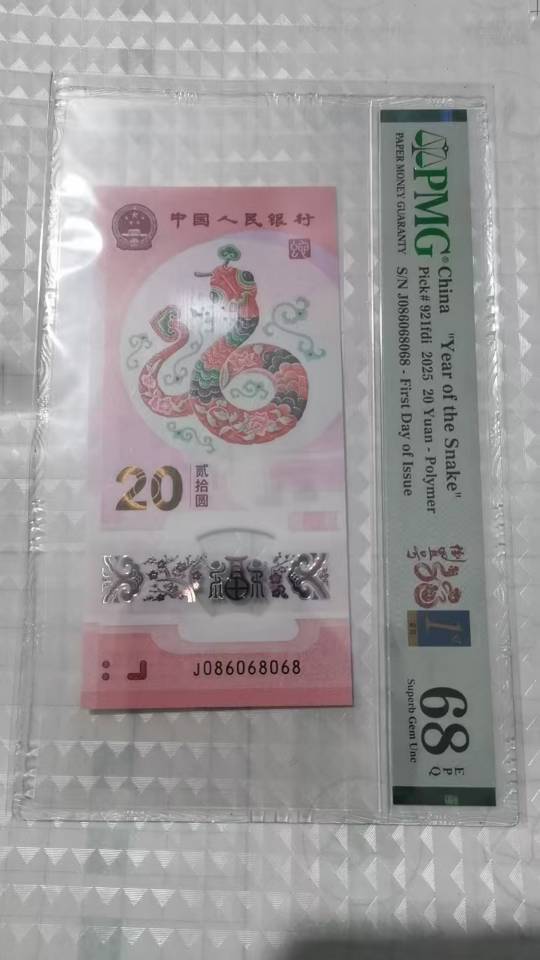 中国人民银行
20
贰拾圆
J086068068
PMG®
PAPER MONEY GUARANTY
China "Year of the Snake"
Pick# 921fdi 2025 20 Yuan - Polymer
S/N J086068068 - First Day of Issue
1st
68
EPQ
Superb Gem Unc